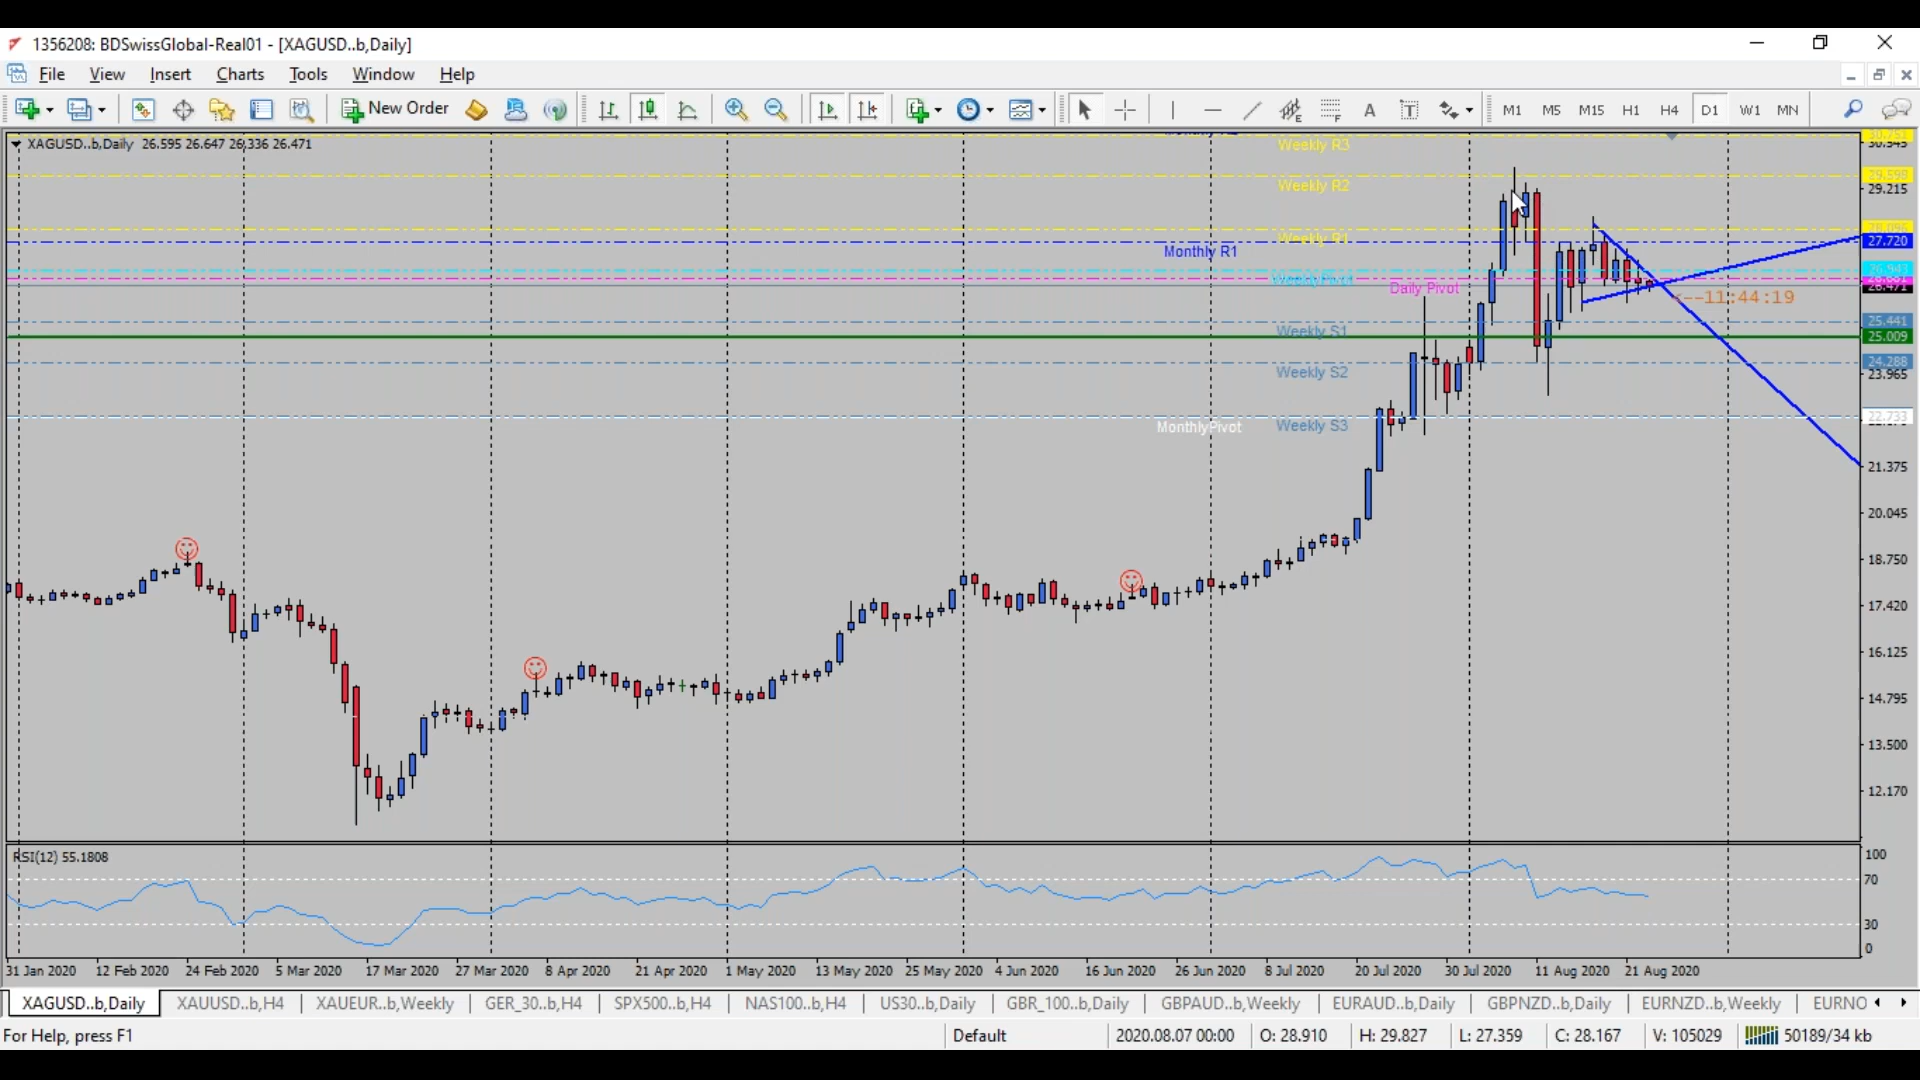 1356208: BDSwissGlobal-Real01 - [XAGUSD..b,Daily]
File View Insert Charts Tools Window Help
New Order A T E F M1 M5 M15 H1 H4 D1 W1 MN
XAGUSD..b,Daily 26.595 26.647 26.336 26.471
Weekly R3
Weekly R2
29.598
29.215
Weekly R1
Monthly R1
27.720
WeeklyPivot
26.943
Daily Pivot
26.471
<--11:44:19
25.441
Weekly S1
25.009
24.288
Weekly S2
23.965
22.733
MonthlyPivot
Weekly S3
21.375
20.045
18.750
17.420
16.125
14.795
13.500
12.170
RSI(12) 55.1808
100
70
30
0
31 Jan 2020 12 Feb 2020 24 Feb 2020 5 Mar 2020 17 Mar 2020 27 Mar 2020 8 Apr 2020 21 Apr 2020 1 May 2020 13 May 2020 25 May 2020 4 Jun 2020 16 Jun 2020 26 Jun 2020 8 Jul 2020 20 Jul 2020 30 Jul 2020 11 Aug 2020 21 Aug 2020
XAGUSD..b,Daily XAUUSD..b,H4 XAUEUR..b,Weekly GER_30..b,H4 SPX500..b,H4 NAS100..b,H4 US30..b,Daily GBR_100..b,Daily GBPAUD..b,Weekly EURAUD..b,Daily GBPNZD..b,Daily EURNZD..b,Weekly EURNO
For Help, press F1 Default 2020.08.07 00:00 O: 28.910 H: 29.827 L: 27.359 C: 28.167 V: 105029 50189/34 kb